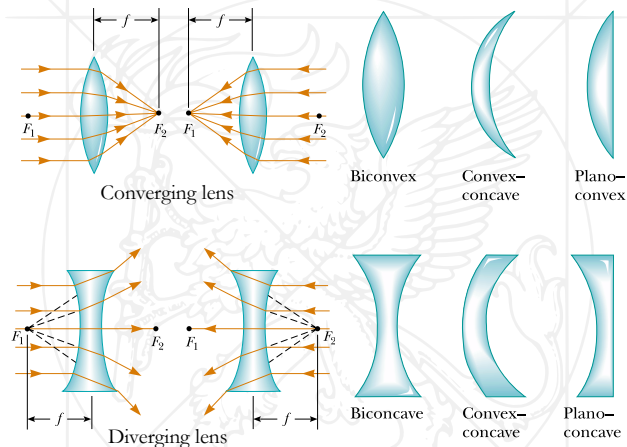 f
f
F1
F2
F1
F2
Converging lens
Biconvex
Convex–
concave
Plano–
convex
F1
F2
F1
F2
f
f
Diverging lens
Biconcave
Convex–
concave
Plano–
concave